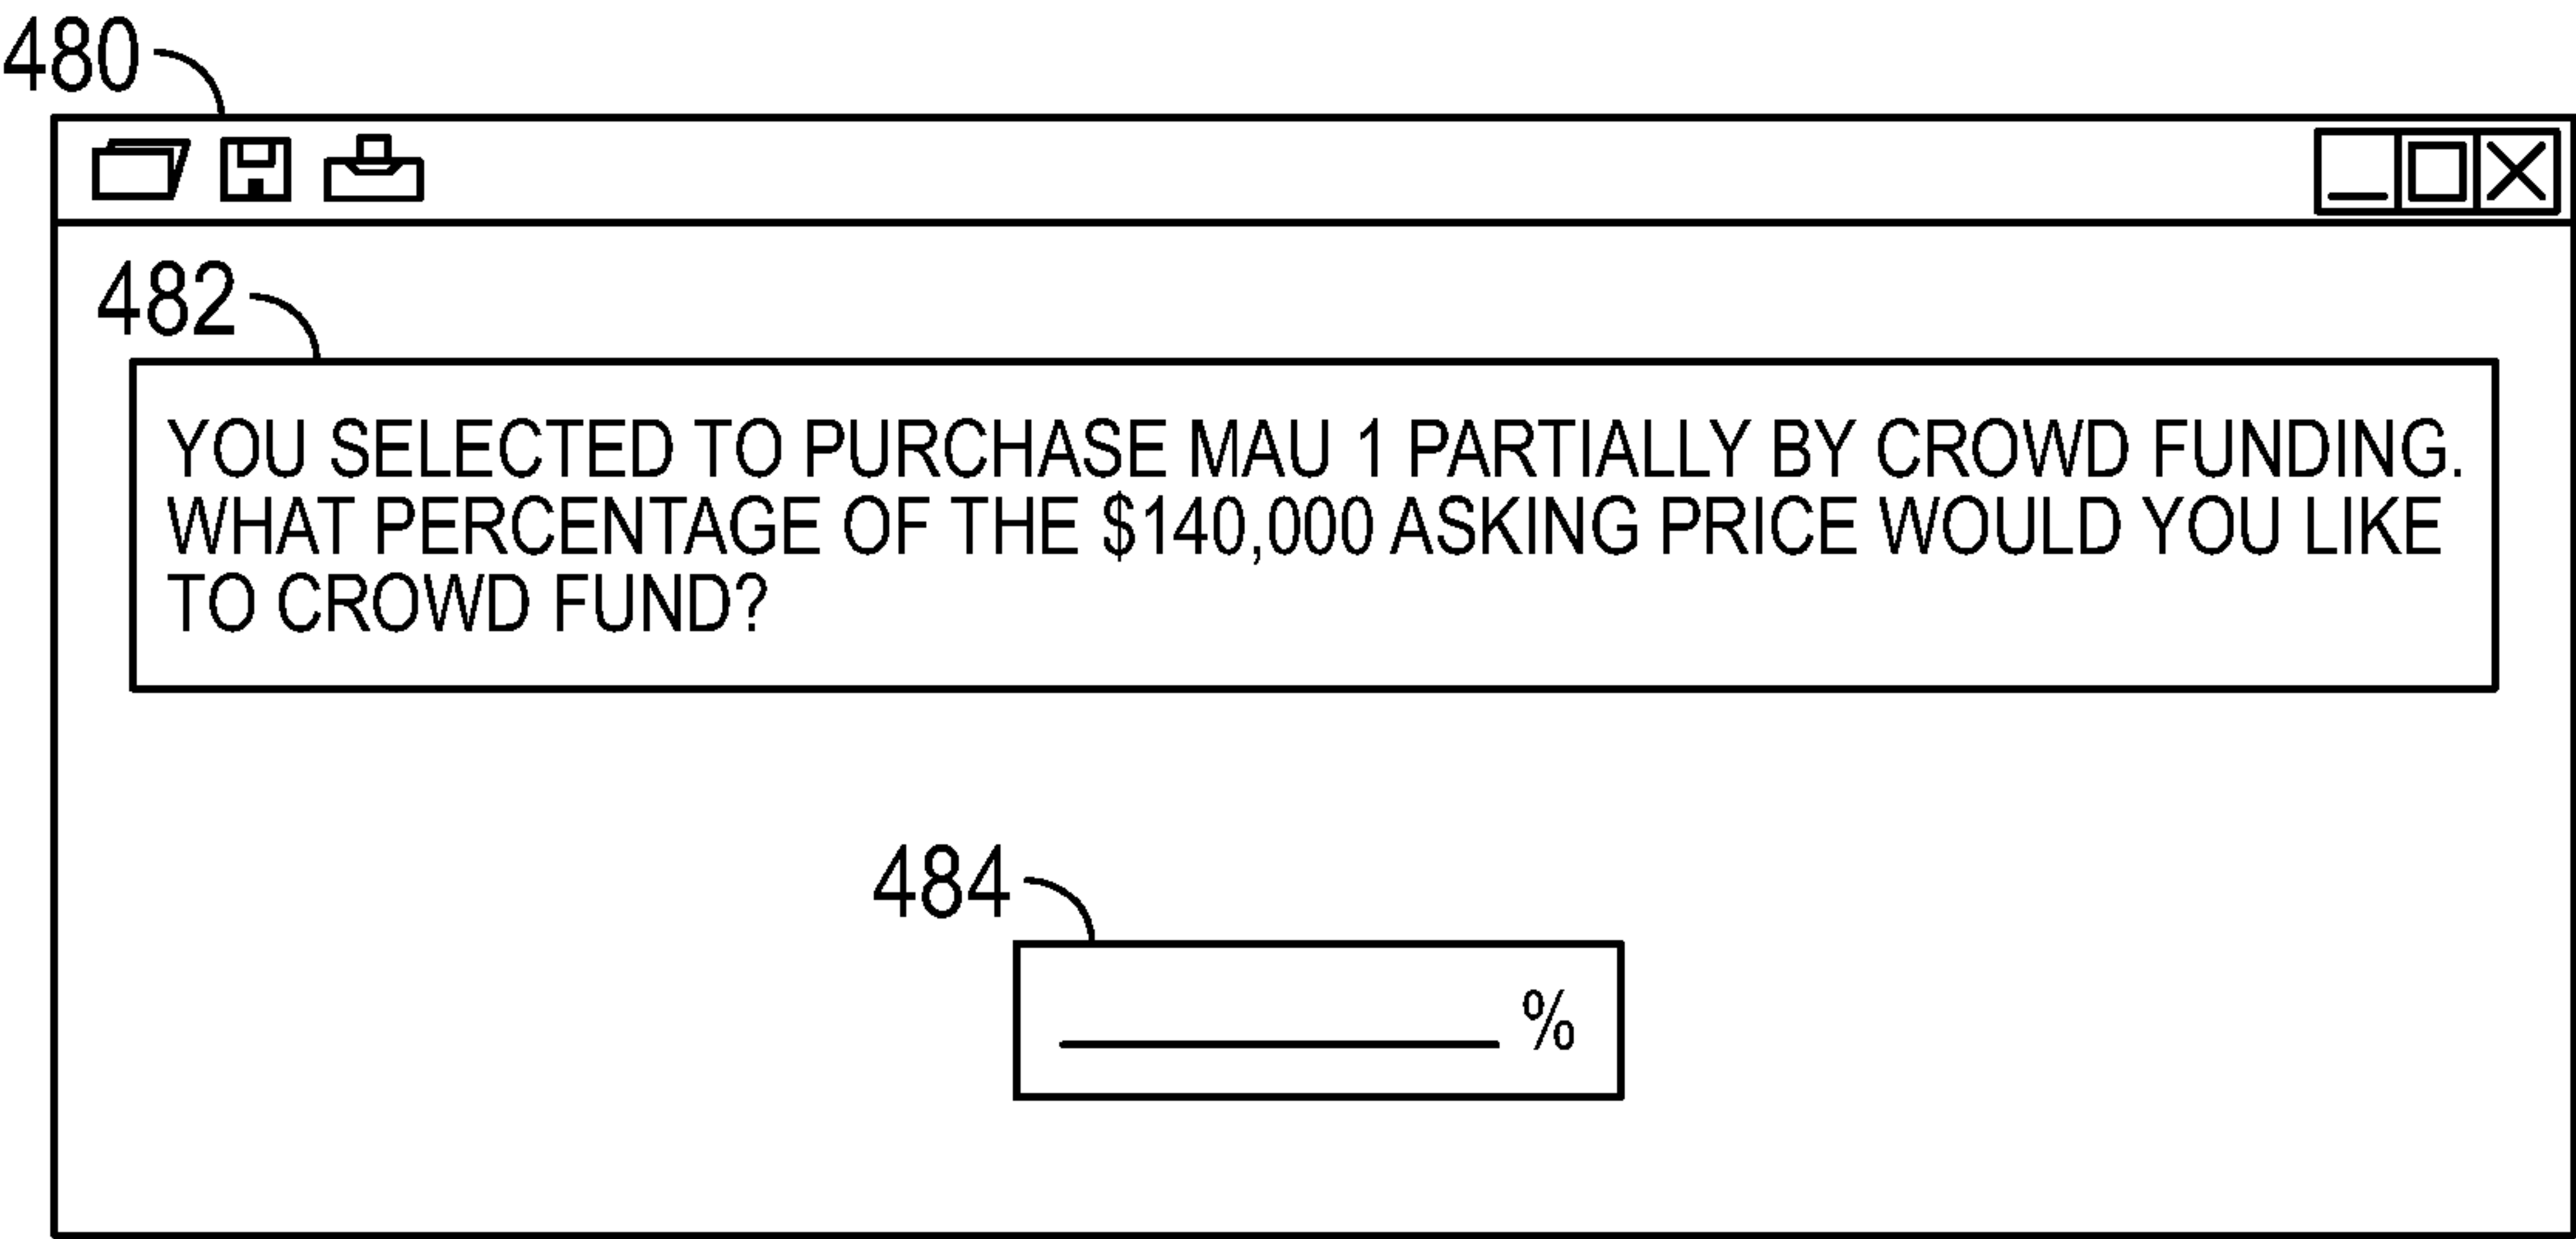 480
482
YOU SELECTED TO PURCHASE MAU 1 PARTIALLY BY CROWD FUNDING.
WHAT PERCENTAGE OF THE $140,000 ASKING PRICE WOULD YOU LIKE
TO CROWD FUND?
484
%